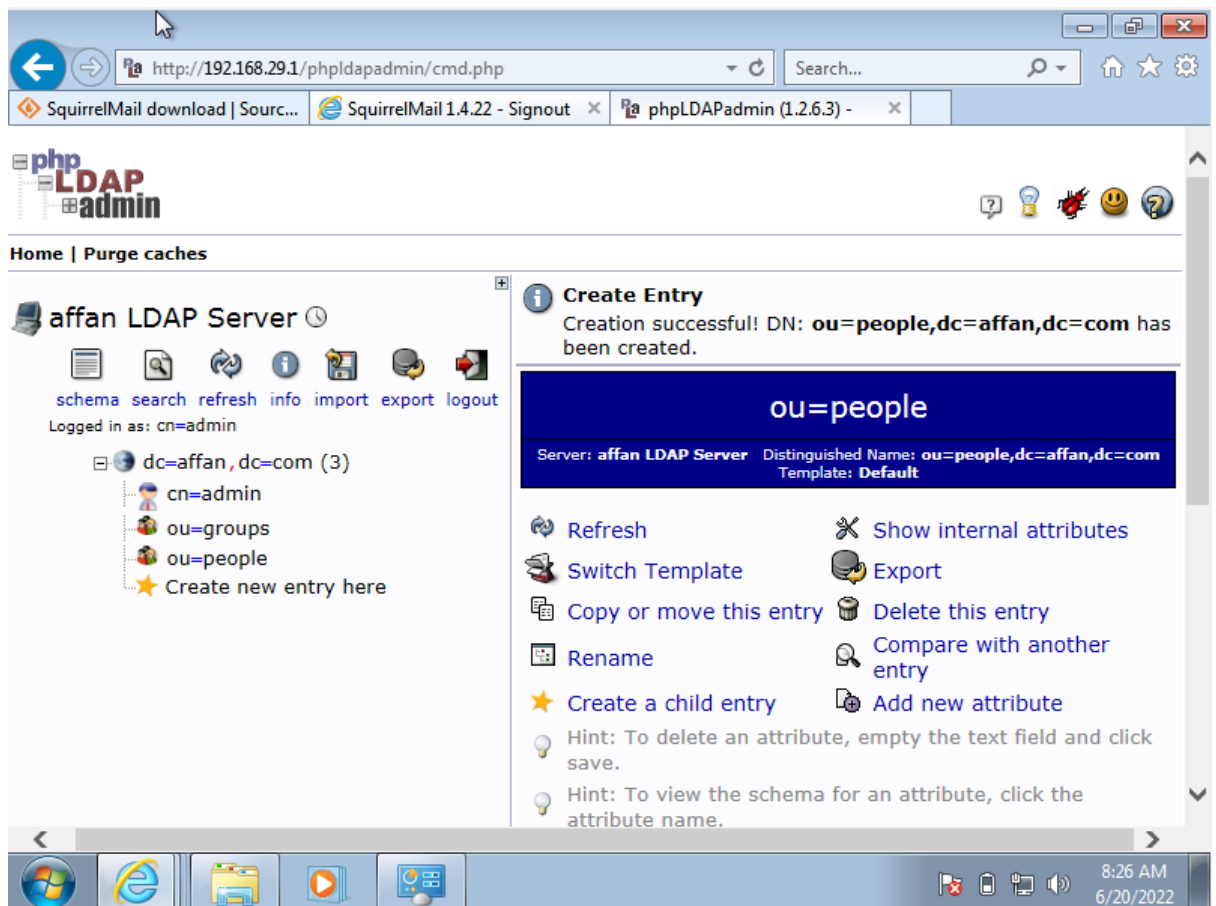 http://192.168.29.1/phpldapadmin/cmd.php
Search...
SquirrelMail download | Sourc...
SquirrelMail 1.4.22 - Signout
phpLDAPadmin (1.2.6.3) -
php
LDAP
admin
Home | Purge caches
affan LDAP Server
schema search refresh info import export logout
Logged in as: cn=admin
dc=affan,dc=com (3)
cn=admin
ou=groups
ou=people
Create new entry here
Create Entry
Creation successful! DN: ou=people,dc=affan,dc=com has
been created.
ou=people
Server: affan LDAP Server Distinguished Name: ou=people,dc=affan,dc=com
Template: Default
Refresh
Show internal attributes
Switch Template
Export
Copy or move this entry
Delete this entry
Rename
Compare with another
entry
Create a child entry
Add new attribute
Hint: To delete an attribute, empty the text field and click
save.
Hint: To view the schema for an attribute, click the
attribute name.
8:26 AM
6/20/2022